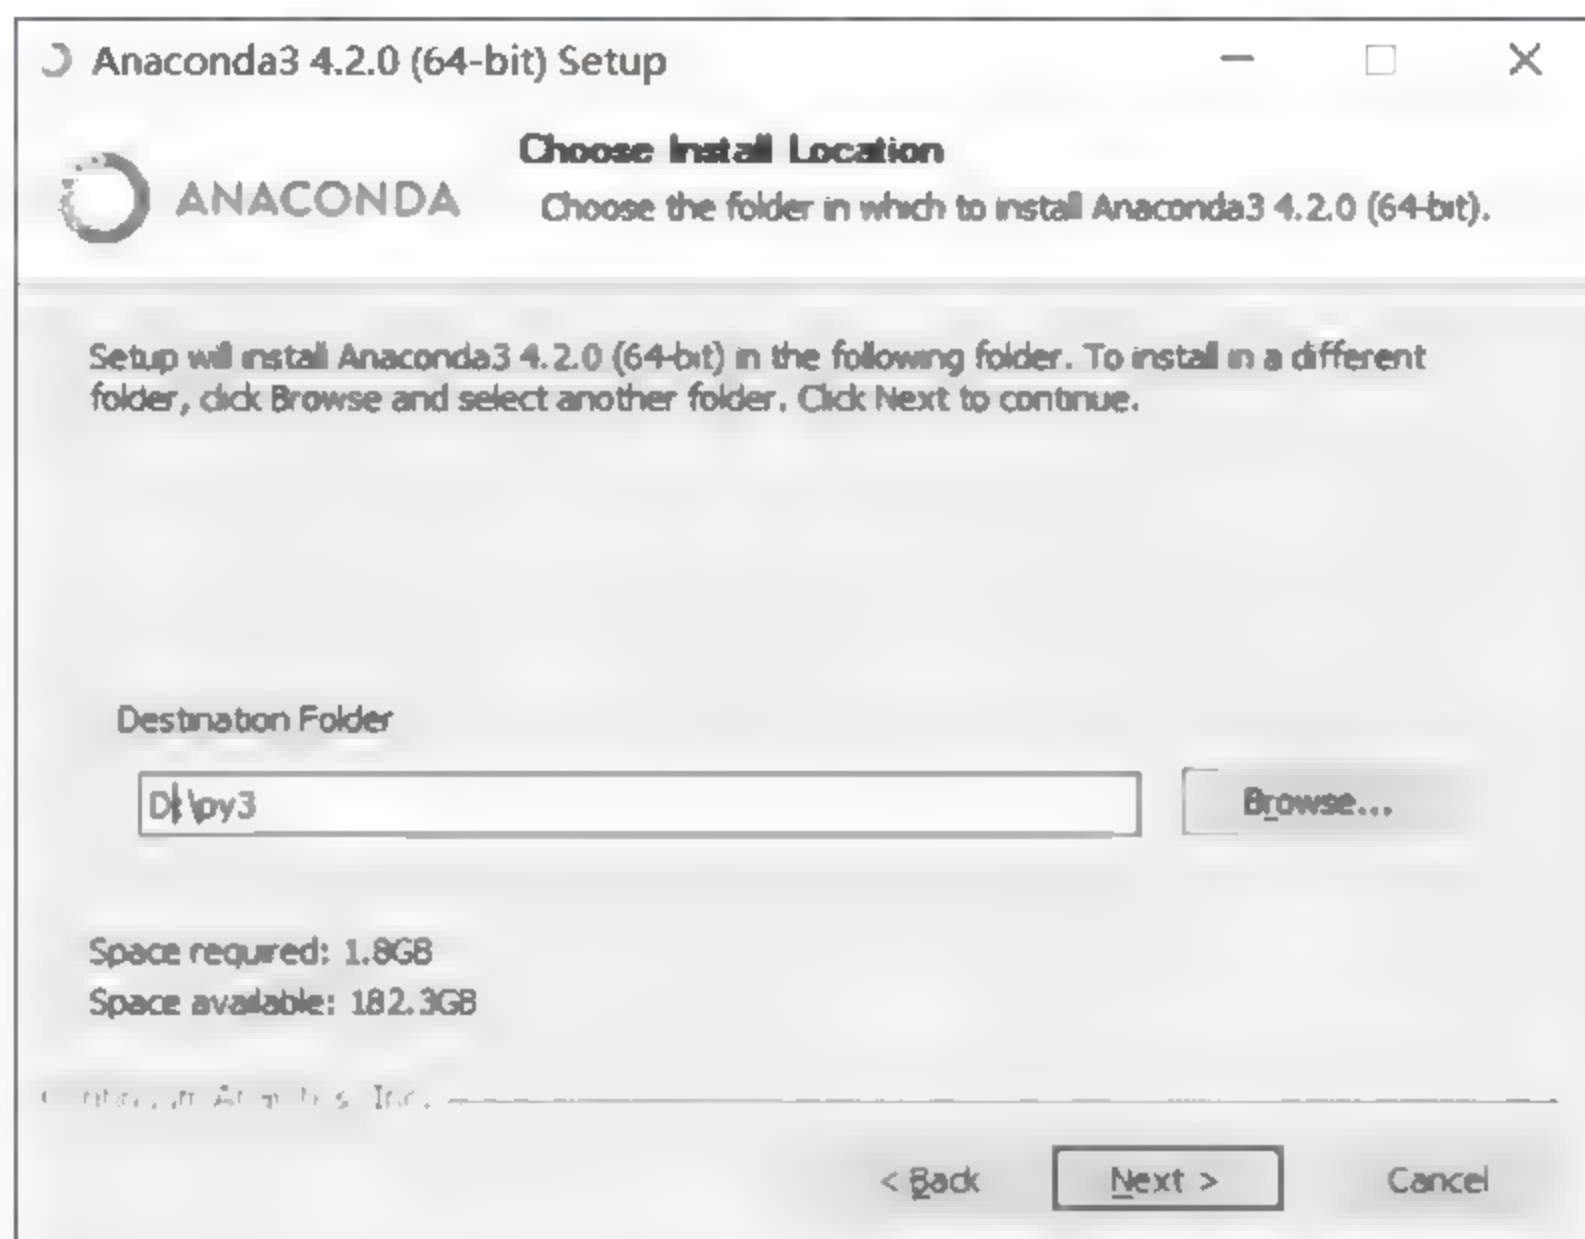 Anaconda3 4.2.0 (64-bit) Setup
Choose Install Location
ANACONDA
Choose the folder in which to install Anaconda3 4.2.0 (64-bit).
Setup will install Anaconda3 4.2.0 (64-bit) in the following folder. To install in a different
folder, click Browse and select another folder. Click Next to continue.
Destination Folder
D:\py3
Browse...
Space required: 1.8GB
Space available: 182.3GB
Inc.
< Back
Next >
Cancel